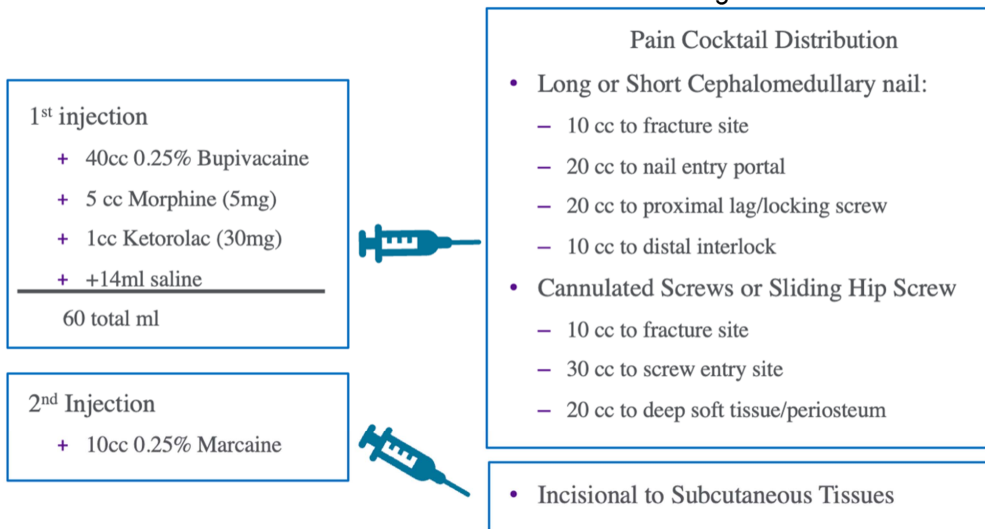 1st injection
+ 40cc 0.25% Bupivacaine
+ 5 cc Morphine (5mg)
+ 1cc Ketorolac (30mg)
+ +14ml saline
60 total ml
2nd Injection
+ 10cc 0.25% Marcaine
Pain Cocktail Distribution
• Long or Short Cephalomedullary nail:
– 10 cc to fracture site
– 20 cc to nail entry portal
– 20 cc to proximal lag/locking screw
– 10 cc to distal interlock
• Cannulated Screws or Sliding Hip Screw
– 10 cc to fracture site
– 30 cc to screw entry site
– 20 cc to deep soft tissue/periosteum
• Incisional to Subcutaneous Tissues